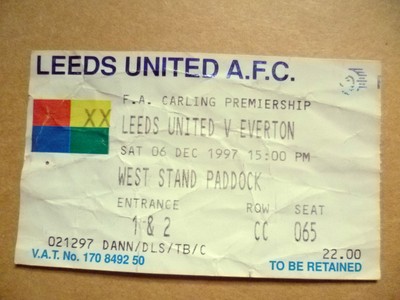 LEEDS UNITED A.F.C.
F.A. CARLING PREMIERSHIP
XX
LEEDS UNITED V EVERTON
SAT 06 DEC 1997 15:00 PM
WEST STAND PADDOCK
ENTRANCE ROW SEAT
1 & 2 CC 065
021297 DANN/DLS/TB/C 22.00
V.A.T. No. 170 8492 50 TO BE RETAINED